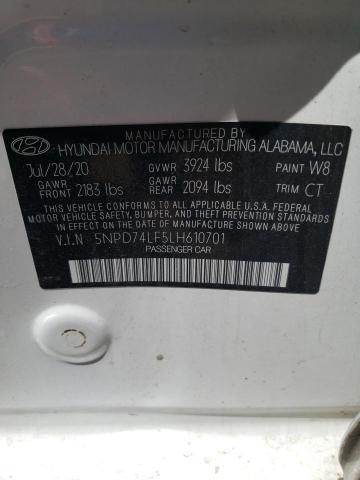 MANUFACTURED BY
HYUNDAI MOTOR MANUFACTURING ALABAMA, LLC
Jul/28/20 GVWR 3924 lbs PAINT W8
GAWR FRONT 2183 lbs GAWR REAR 2094 lbs TRIM CT
THIS VEHICLE CONFORMS TO ALL APPLICABLE U.S. FEDERAL
MOTOR VEHICLE SAFETY, BUMPER, AND THEFT PREVENTION STANDARDS
IN EFFECT ON THE DATE OF MANUFACTURE SHOWN ABOVE.
V.I.N 5NPD74LF5LH610701
PASSENGER CAR